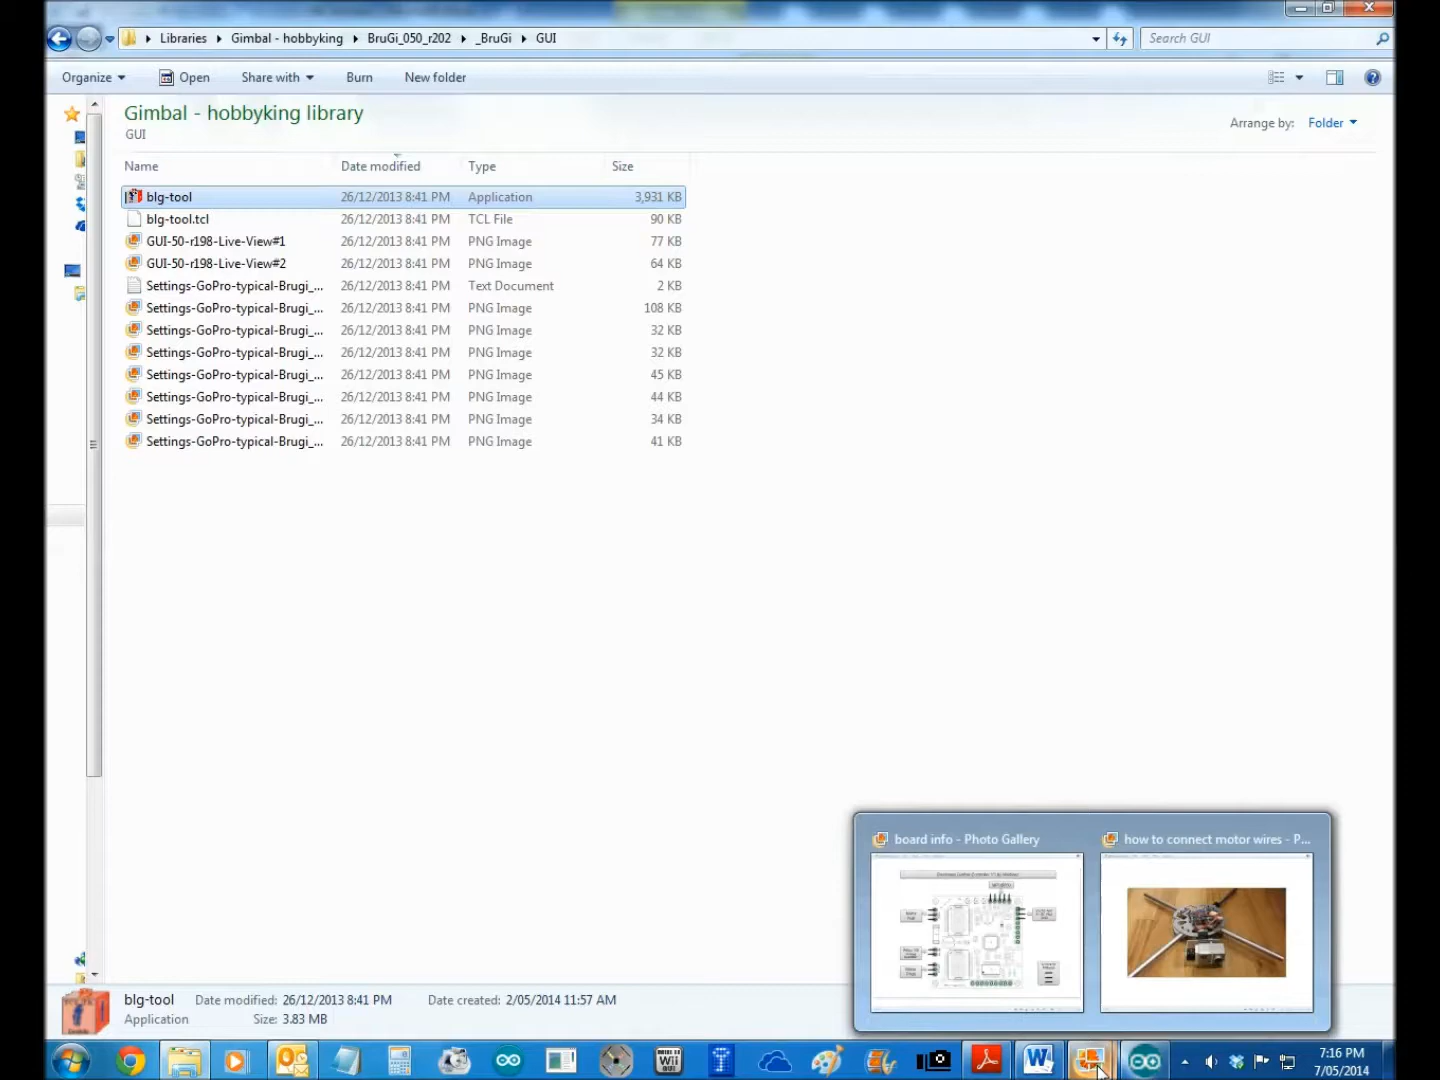 Libraries Gimbal - hobbyking BruGi_050_r202 _BruGi GUI Search GUI
Organize Open Share with Burn New folder
Gimbal - hobbyking library
GUI
Arrange by: Folder
Name Date modified Type Size
blg-tool 26/12/2013 8:41 PM Application 3,931 KB
blg-tool.tcl 26/12/2013 8:41 PM TCL File 90 KB
GUI-50-r198-Live-View#1 26/12/2013 8:41 PM PNG Image 77 KB
GUI-50-r198-Live-View#2 26/12/2013 8:41 PM PNG Image 64 KB
Settings-GoPro-typical-Brugi_... 26/12/2013 8:41 PM Text Document 2 KB
Settings-GoPro-typical-Brugi_... 26/12/2013 8:41 PM PNG Image 108 KB
Settings-GoPro-typical-Brugi_... 26/12/2013 8:41 PM PNG Image 32 KB
Settings-GoPro-typical-Brugi_... 26/12/2013 8:41 PM PNG Image 32 KB
Settings-GoPro-typical-Brugi_... 26/12/2013 8:41 PM PNG Image 45 KB
Settings-GoPro-typical-Brugi_... 26/12/2013 8:41 PM PNG Image 44 KB
Settings-GoPro-typical-Brugi_... 26/12/2013 8:41 PM PNG Image 34 KB
Settings-GoPro-typical-Brugi_... 26/12/2013 8:41 PM PNG Image 41 KB
board info - Photo Gallery how to connect motor wires - P...
blg-tool Date modified: 26/12/2013 8:41 PM Date created: 2/05/2014 11:57 AM
Application Size: 3.83 MB
Wii
7:16 PM
7/05/2014